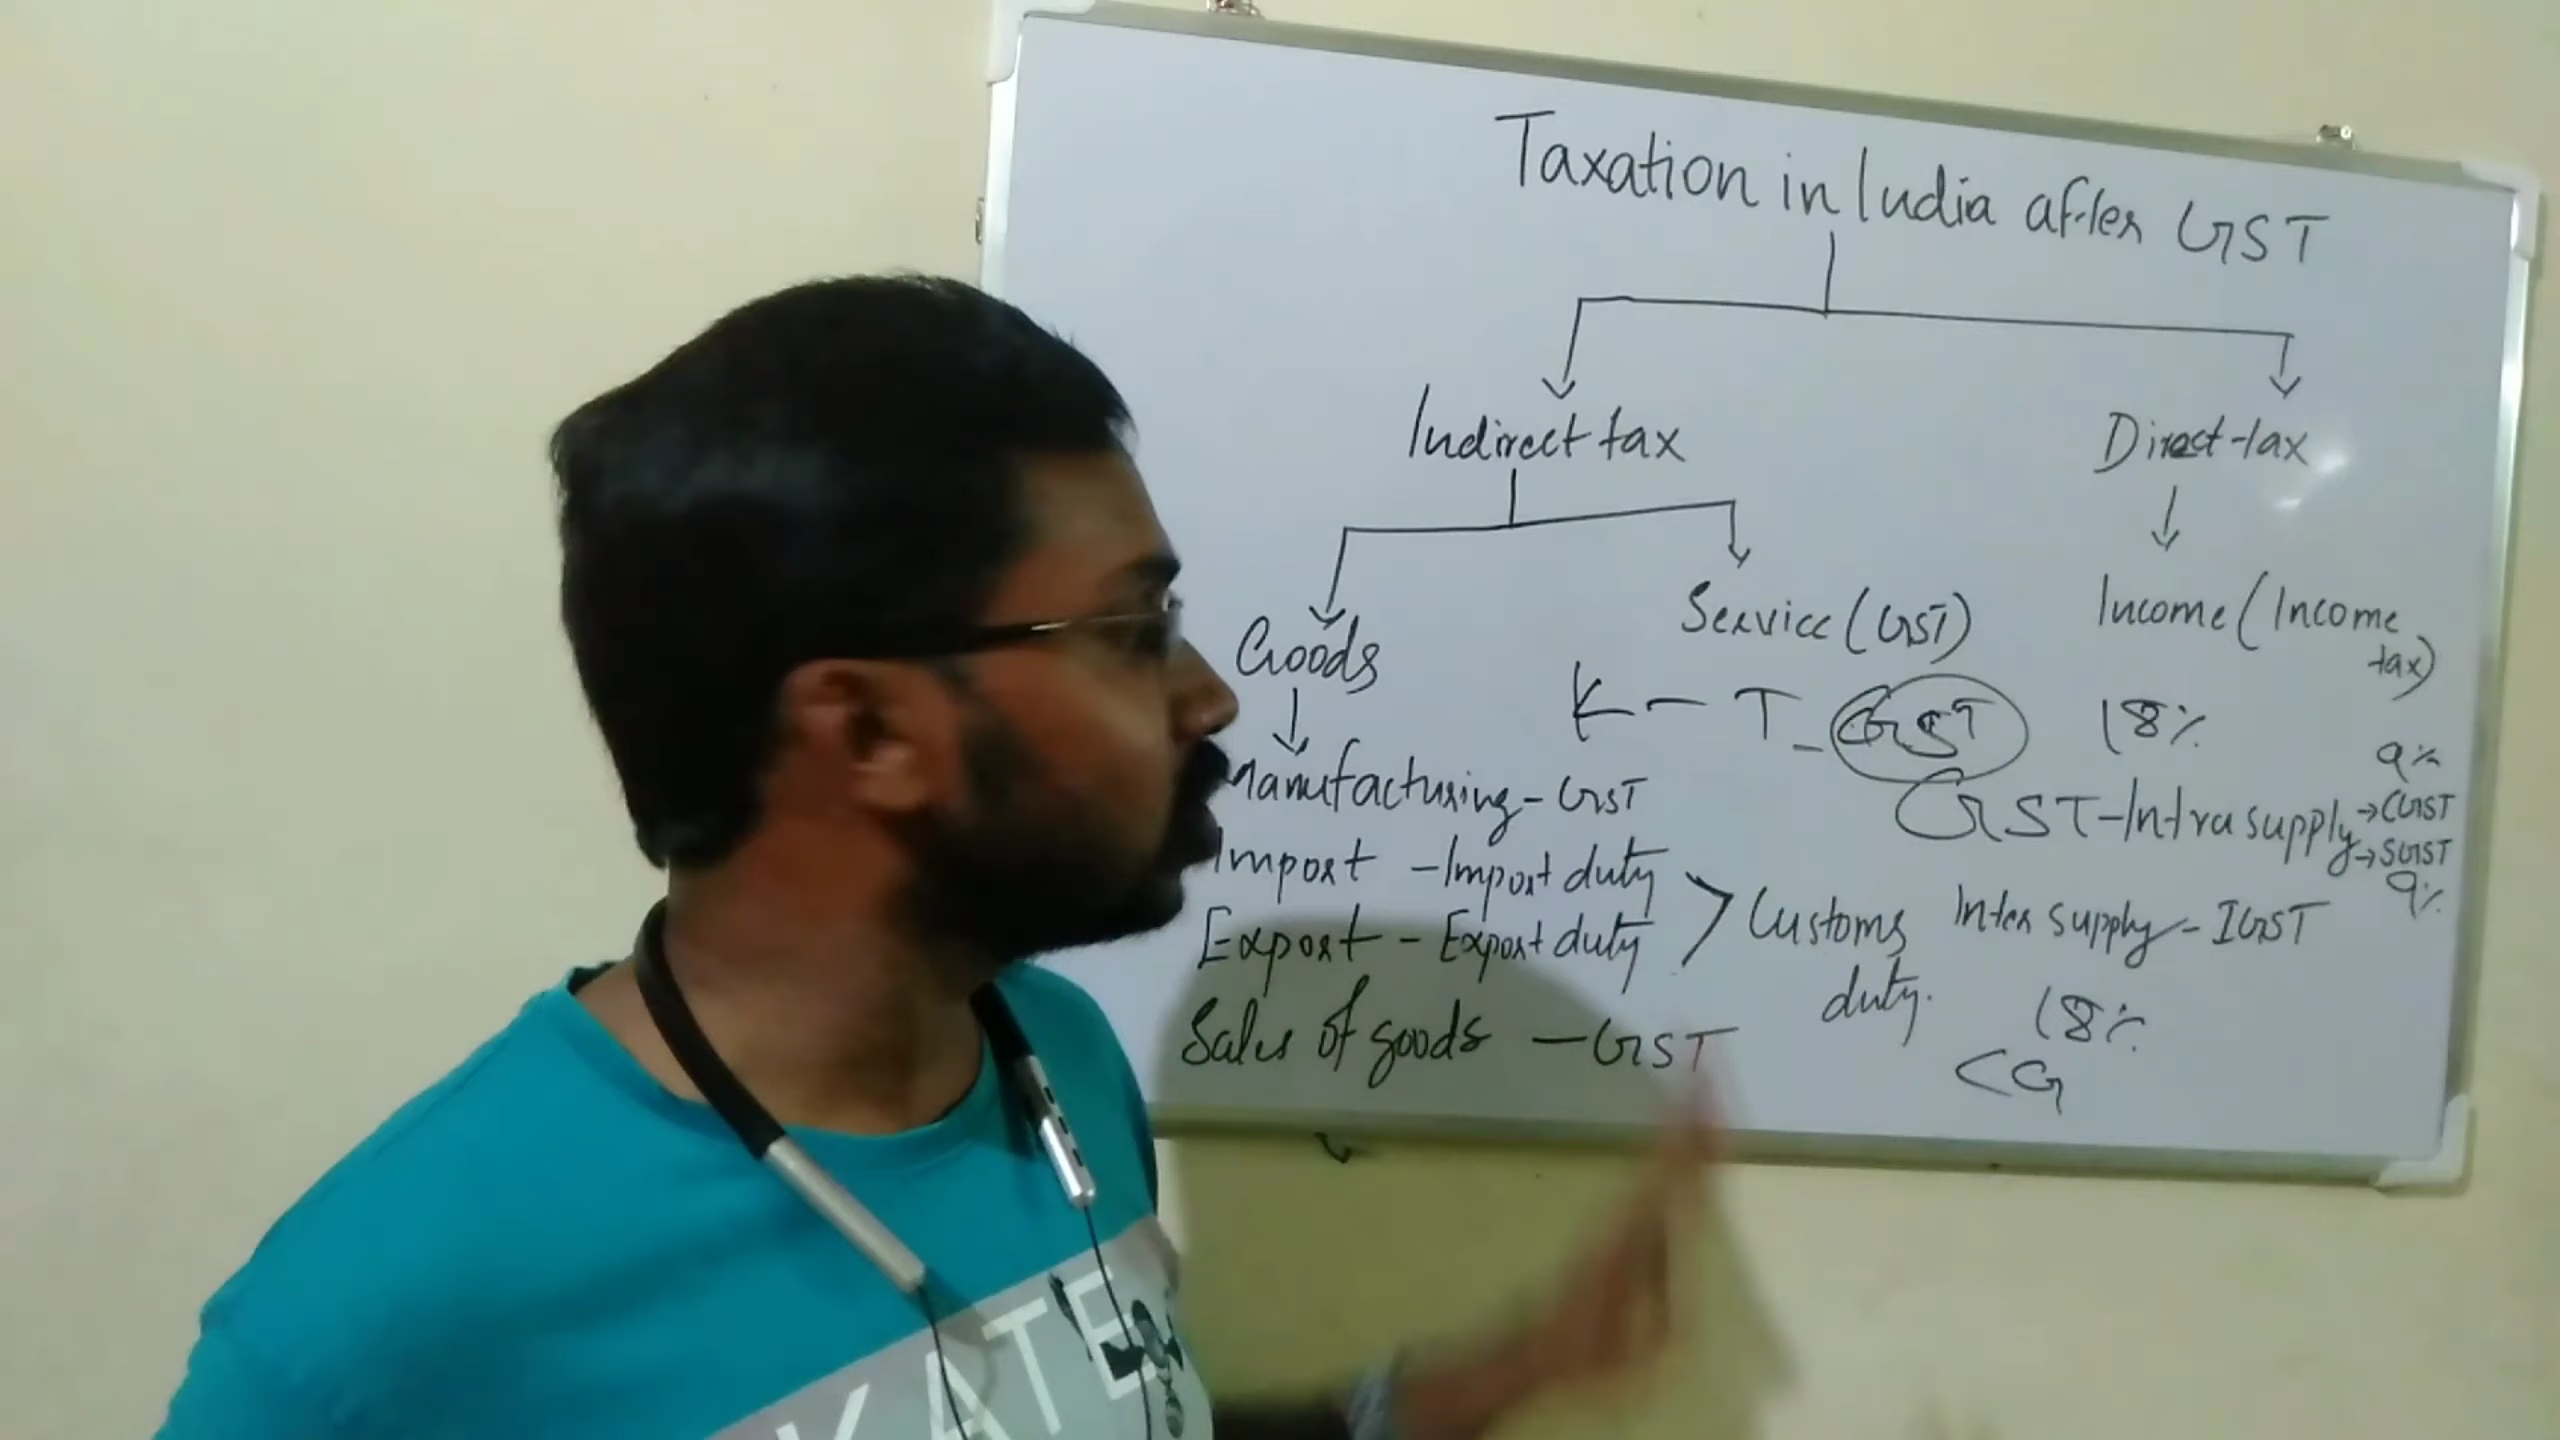 Taxation in India after GST
Indirect tax
Direct tax
Goods
Service (GST)
Income (Income tax)
K - T - GST 18%
Manufacturing - GST
Import - Import duty
Export - Export duty
> Customs duty.
Sales of goods - GST
9%
GST - Intra supply → CGST
→ SGST
9%
Inter supply - IGST
18%
CG
KATE